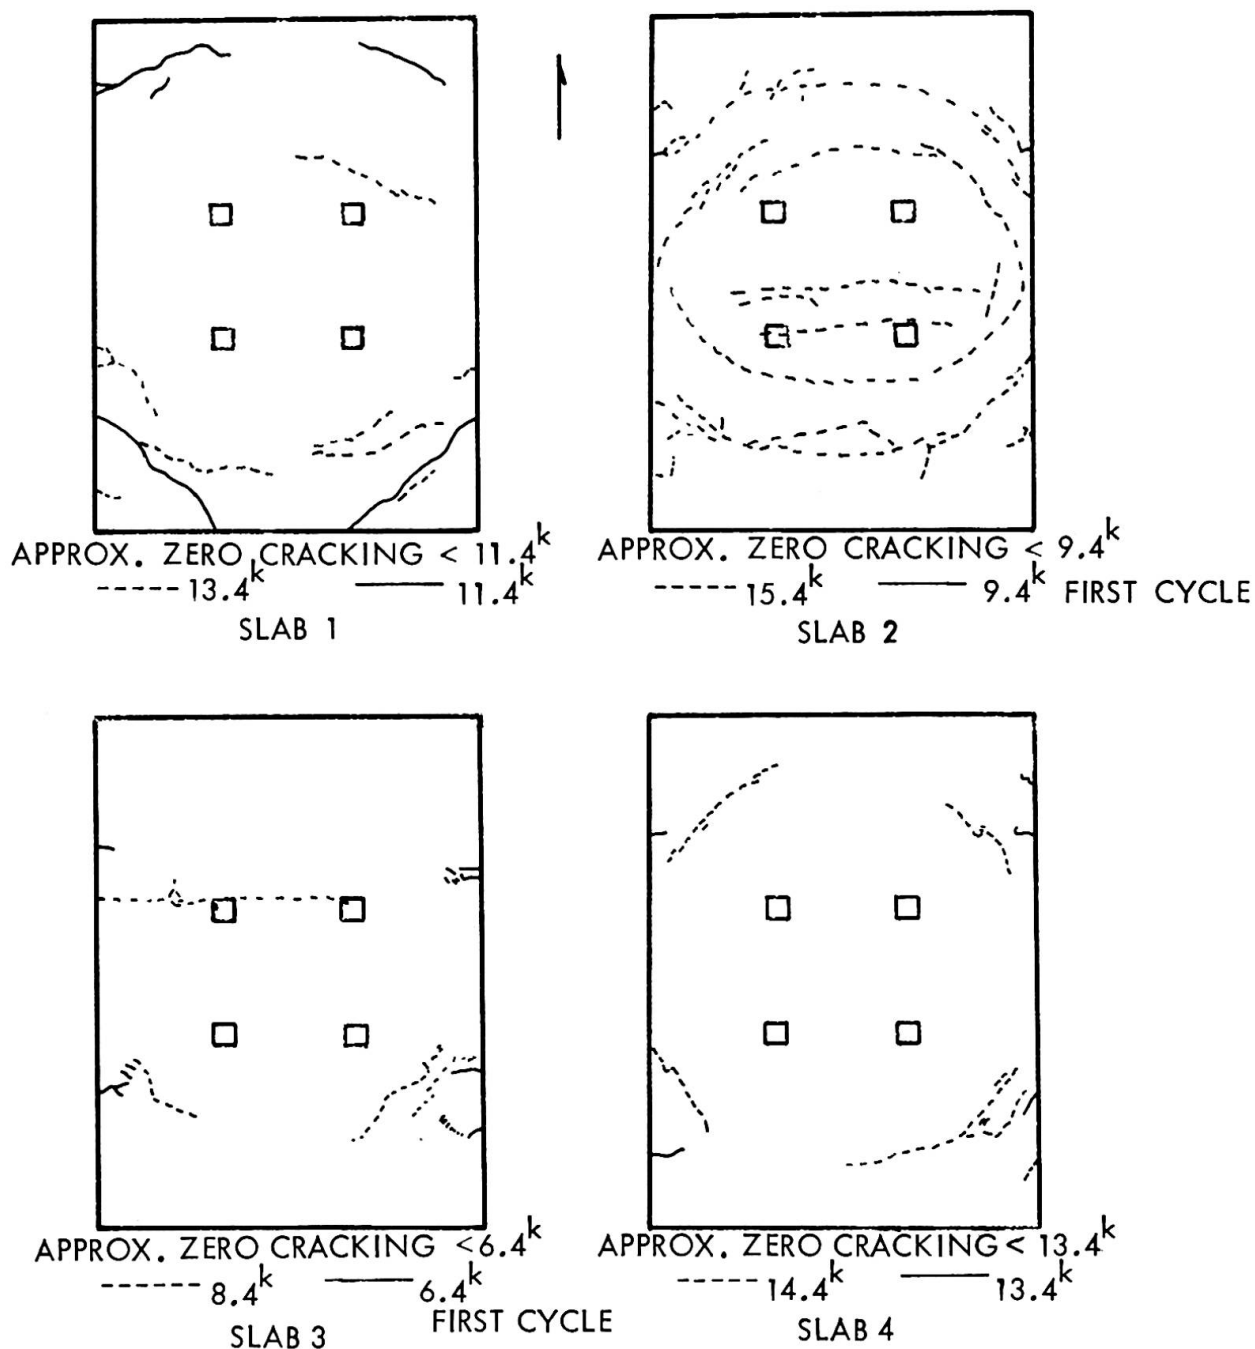 APPROX. ZERO CRACKING < 11.4k
13.4k 11.4k
SLAB 1
APPROX. ZERO CRACKING < 9.4k
15.4k 9.4k FIRST CYCLE
SLAB 2
APPROX. ZERO CRACKING <6.4k
8.4k 6.4k
FIRST CYCLE
SLAB 3
APPROX. ZERO CRACKING< 13.4k
14.4k 13.4k
SLAB 4